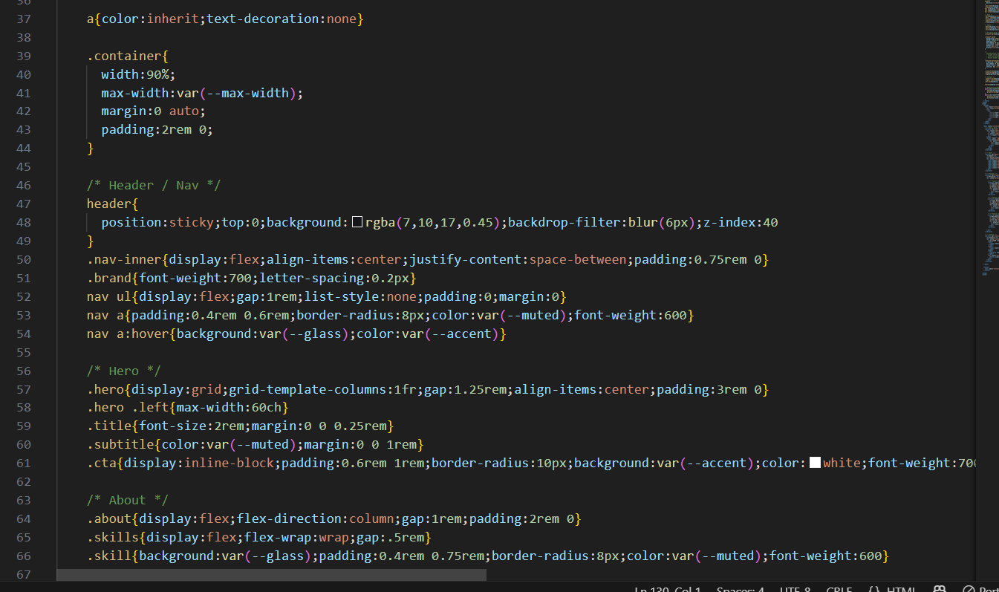 36
37 a{color:inherit;text-decoration:none}
38
39 .container{
40 width:90%;
41 max-width:var(--max-width);
42 margin:0 auto;
43 padding:2rem 0;
44 }
45
46 /* Header / Nav */
47 header{
48 position:sticky;top:0;background:rgba(7,10,17,0.45);backdrop-filter:blur(6px);z-index:40
49 }
50 .nav-inner{display:flex;align-items:center;justify-content:space-between;padding:0.75rem 0}
51 .brand{font-weight:700;letter-spacing:0.2px}
52 nav ul{display:flex;gap:1rem;list-style:none;padding:0;margin:0}
53 nav a{padding:0.4rem 0.6rem;border-radius:8px;color:var(--muted);font-weight:600}
54 nav a:hover{background:var(--glass);color:var(--accent)}
55
56 /* Hero */
57 .hero{display:grid;grid-template-columns:1fr;gap:1.25rem;align-items:center;padding:3rem 0}
58 .hero .left{max-width:60ch}
59 .title{font-size:2rem;margin:0 0 0.25rem}
60 .subtitle{color:var(--muted);margin:0 0 1rem}
61 .cta{display:inline-block;padding:0.6rem 1rem;border-radius:10px;background:var(--accent);color:white;font-weight:700
62
63 /* About */
64 .about{display:flex;flex-direction:column;gap:1rem;padding:2rem 0}
65 .skills{display:flex;flex-wrap:wrap;gap:.5rem}
66 .skill{background:var(--glass);padding:0.4rem 0.75rem;border-radius:8px;color:var(--muted);font-weight:600}
67
Ln 130, Col 1 Spaces: 4 UTF-8 CRLF {} HTML Port